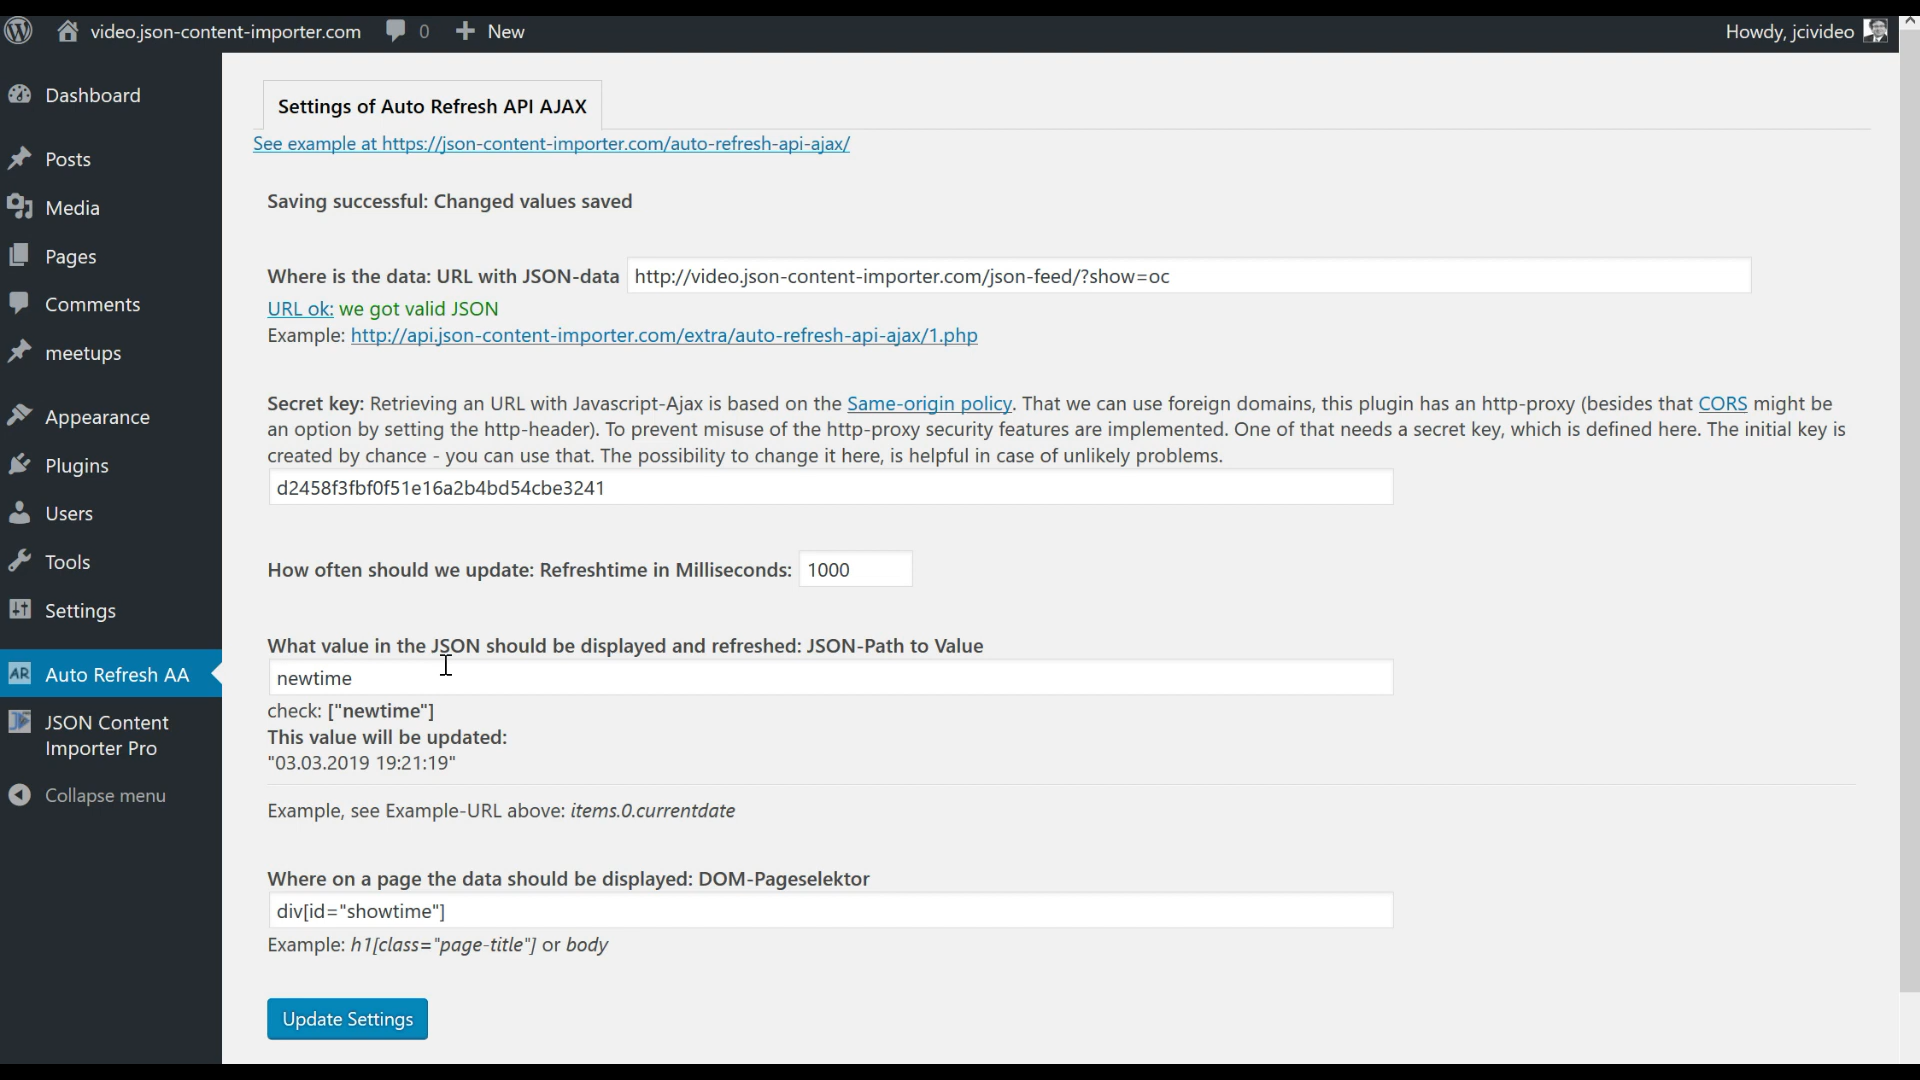 video.json-content-importer.com 0 New Howdy, jcivideo
Dashboard
Posts
Media
Pages
Comments
meetups
Appearance
Plugins
Users
Tools
Settings
AR Auto Refresh AA
JSON Content
Importer Pro
Collapse menu
Settings of Auto Refresh API AJAX
See example at https://json-content-importer.com/auto-refresh-api-ajax/
Saving successful: Changed values saved
Where is the data: URL with JSON-data http://video.json-content-importer.com/json-feed/?show=oc
URL ok: we got valid JSON
Example: http://api.json-content-importer.com/extra/auto-refresh-api-ajax/1.php
Secret key: Retrieving an URL with Javascript-Ajax is based on the Same-origin policy. That we can use foreign domains, this plugin has an http-proxy (besides that CORS might be
an option by setting the http-header). To prevent misuse of the http-proxy security features are implemented. One of that needs a secret key, which is defined here. The initial key is
created by chance - you can use that. The possibility to change it here, is helpful in case of unlikely problems.
d2458f3fbf0f51e16a2b4bd54cbe3241
How often should we update: Refreshtime in Milliseconds: 1000
What value in the JSON should be displayed and refreshed: JSON-Path to Value
newtime
check: ["newtime"]
This value will be updated:
"03.03.2019 19:21:19"
Example, see Example-URL above: items.0.currentdate
Where on a page the data should be displayed: DOM-Pageselektor
div[id="showtime"]
Example: h1[class="page-title"] or body
Update Settings